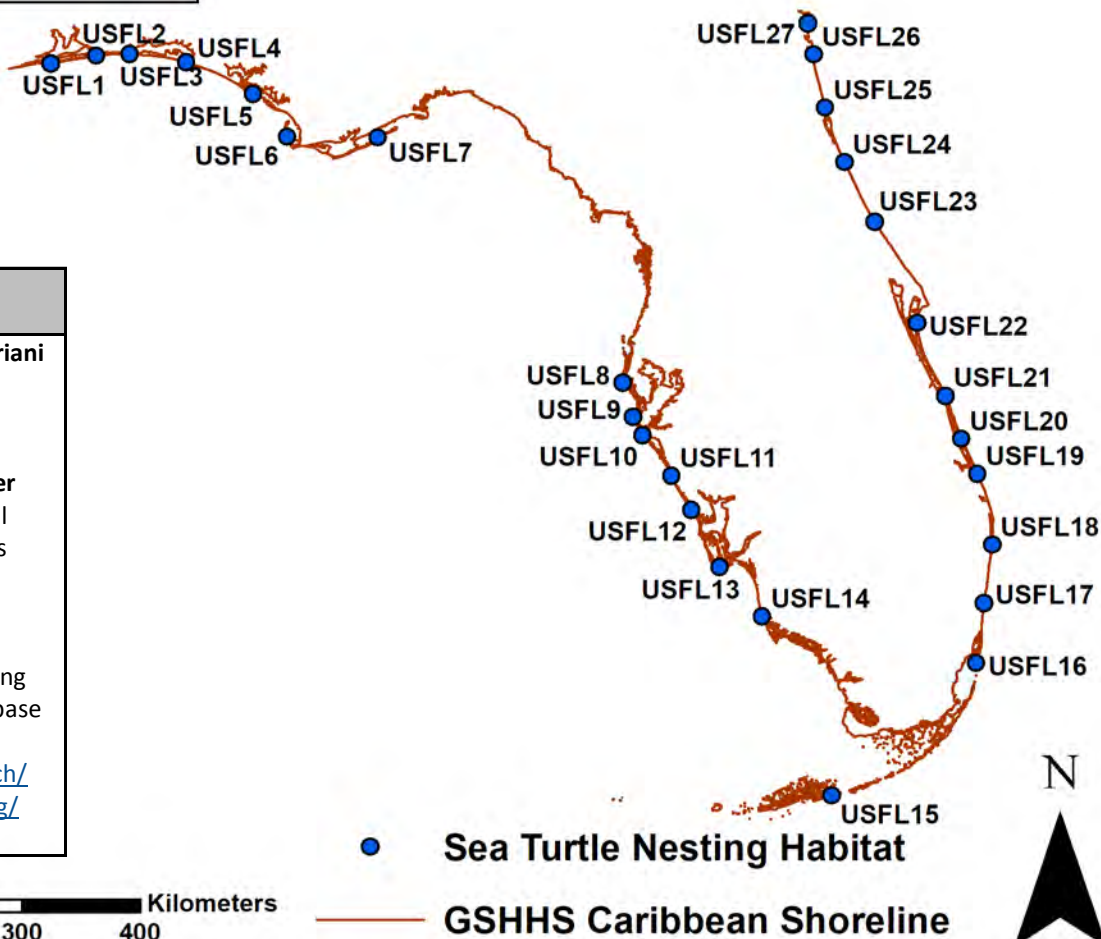 USFL2
USFL4
USFL1
USFL3
USFL5
USFL6
USFL7
USFL27
USFL26
USFL25
USFL24
USFL23
USFL22
USFL8
USFL21
USFL9
USFL20
USFL10
USFL11
USFL19
USFL12
USFL18
USFL13
USFL14
USFL17
USFL16
USFL15
N
Sea Turtle Nesting Habitat
GSHHS Caribbean Shoreline
Kilometers
300 400
riani
er
l
s
ng
base
ch/
g/